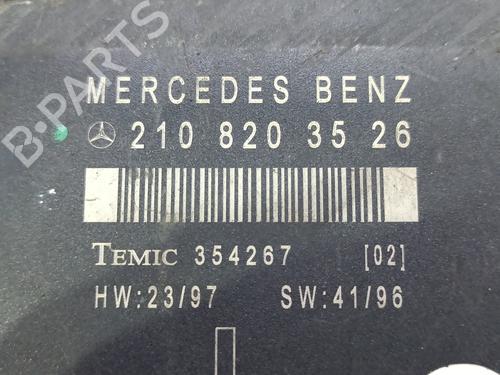 B-PARTS
MERCEDES BENZ
210 820 35 26
TEMIC 354267 [02]
HW:23/97 SW:41/96